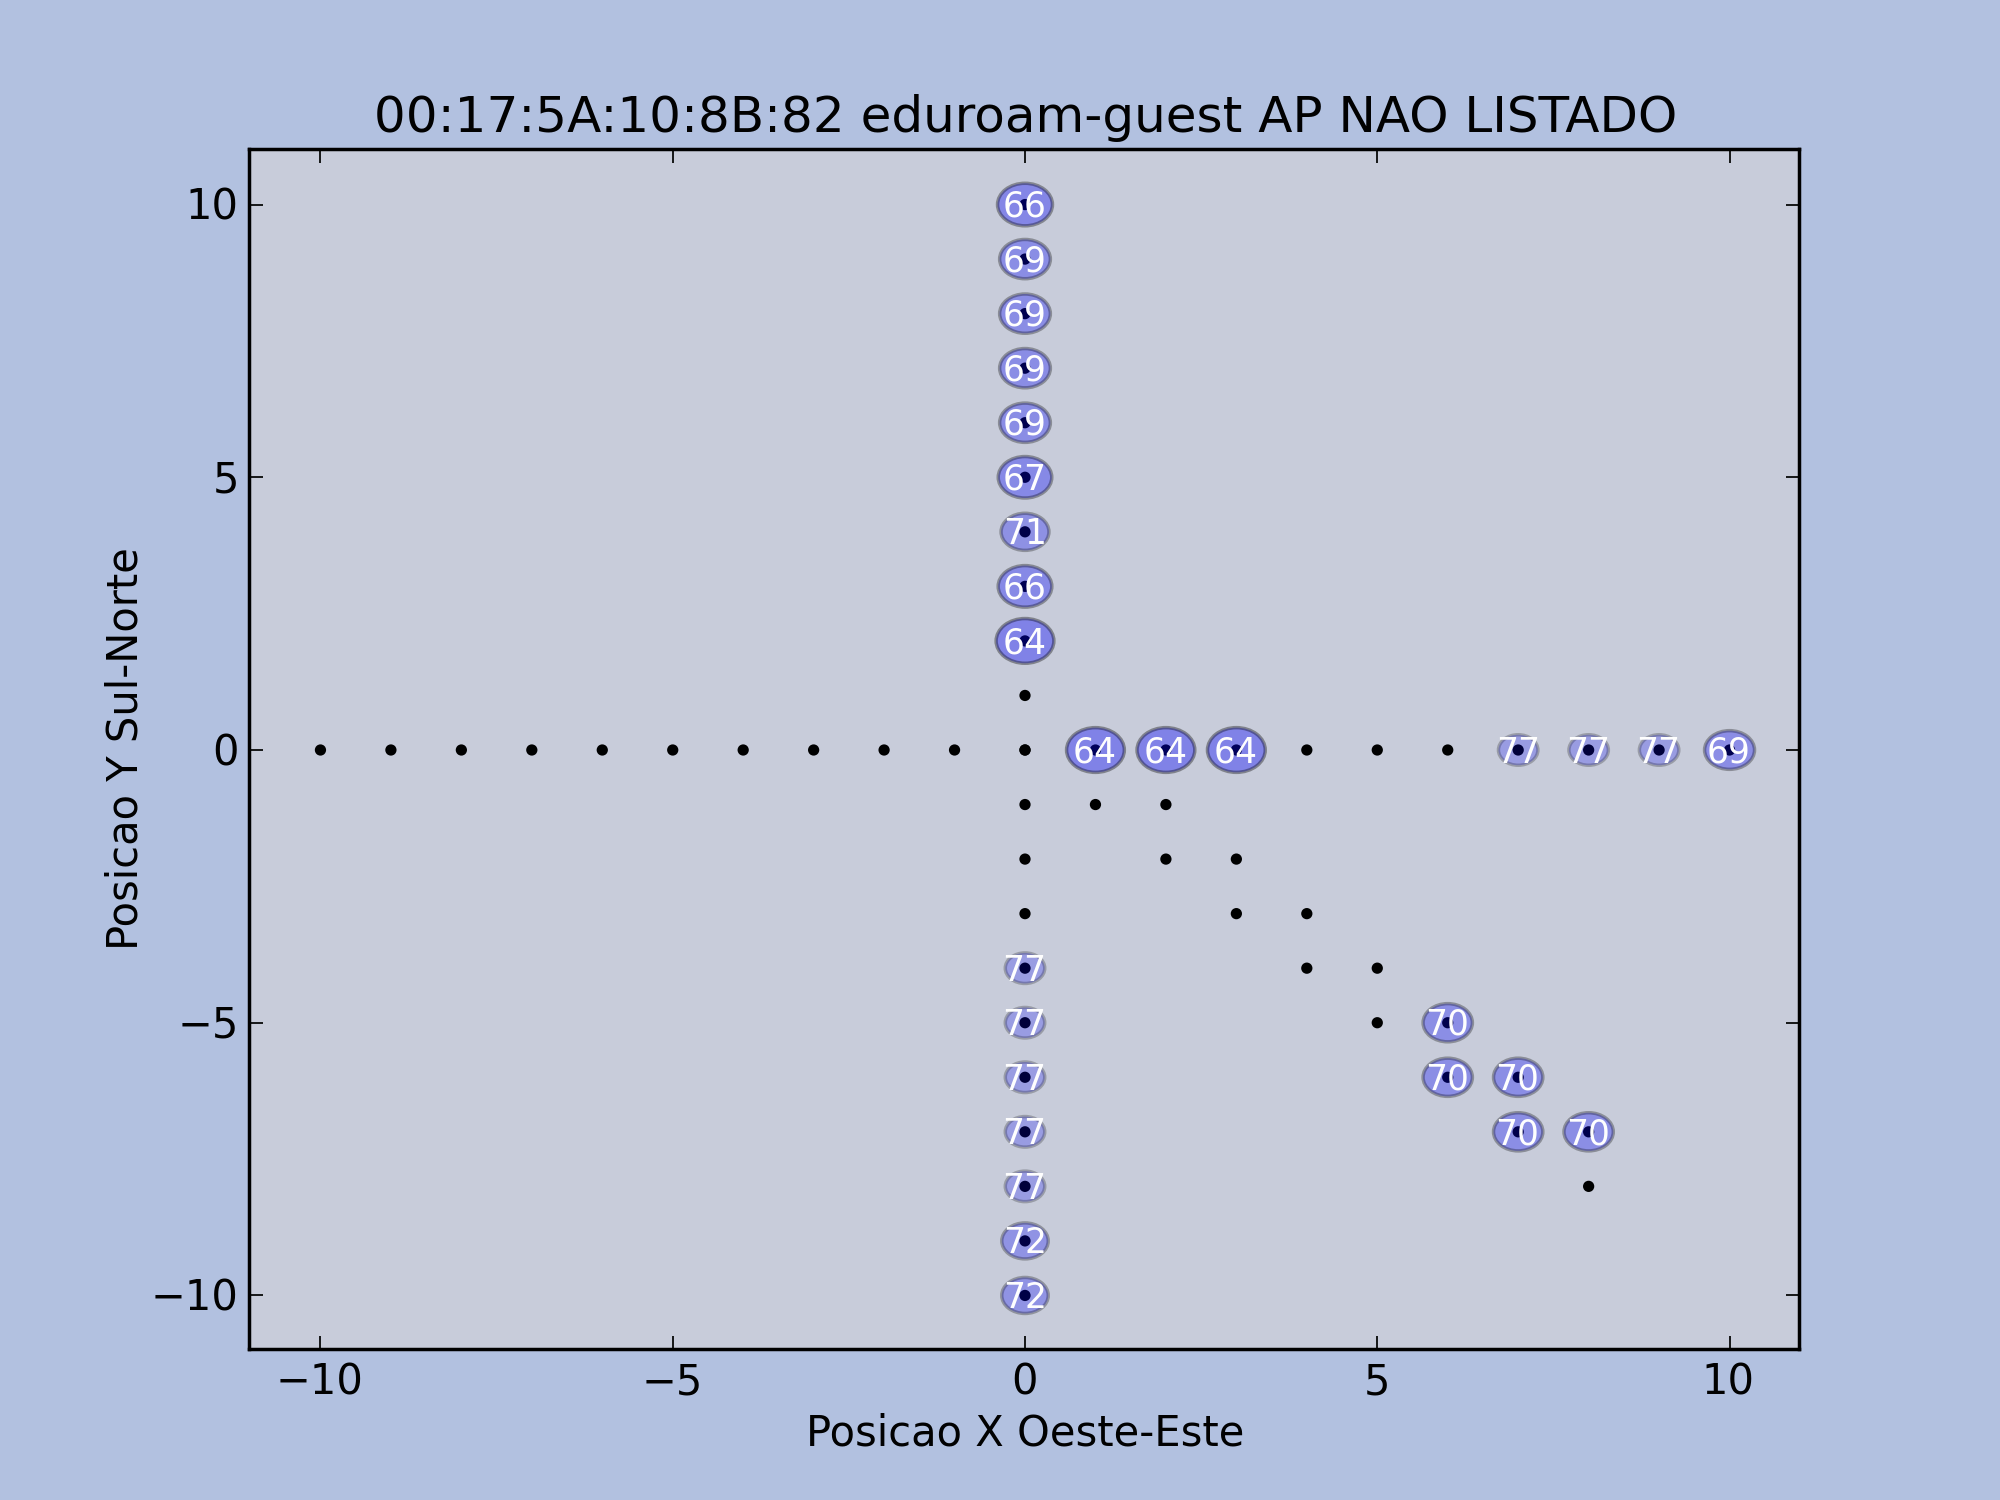 00:17:5A:10:8B:82 eduroam-guest AP NAO LISTADO
10
66
69
69
69
69
5
67
71
66
64
0
64 64 64 77 77 77 69
Posicao Y Sul-Norte
77
−5
77 70
77 70 70
77 70 70
77
72
−10
72
−10 −5 0 5 10
Posicao X Oeste-Este